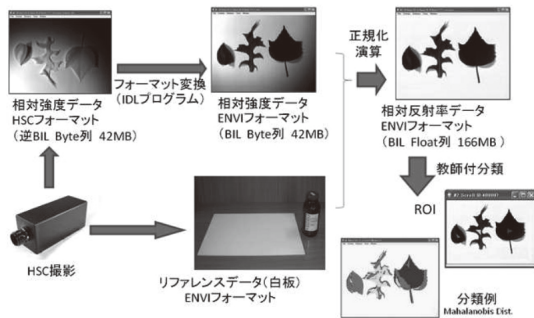 相対強度データ
HSCフォーマット
(逆BIL Byte列 42MB)
フォーマット変換
(IDLプログラム)
相対強度データ
ENVIフォーマット
(BIL Byte列 42MB)
正規化
演算
相対反射率データ
ENVIフォーマット
(BIL Float列 166MB)
教師付分類
ROI
HSC撮影
リファレンスデータ(白板)
ENVIフォーマット
分類例
Mahalanobis Dist.